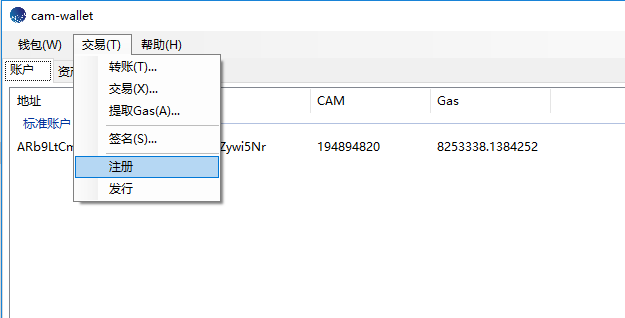 cam-wallet
钱包(W) 交易(T) 帮助(H)
账户
转账(T)...
交易(X)...
提取Gas(A)...
签名(S)...
注册
发行
地址 CAM Gas
标准账户
ARb9LtCm Zywi5Nr 194894820 8253338.1384252